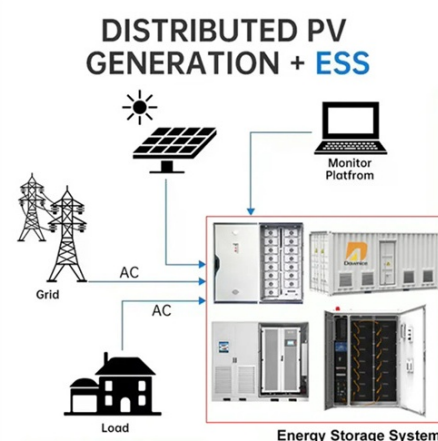 DISTRIBUTED PV
GENERATION + ESS
Monitor
Platfrom
AC
Grid
AC
Load
Energy Storage System